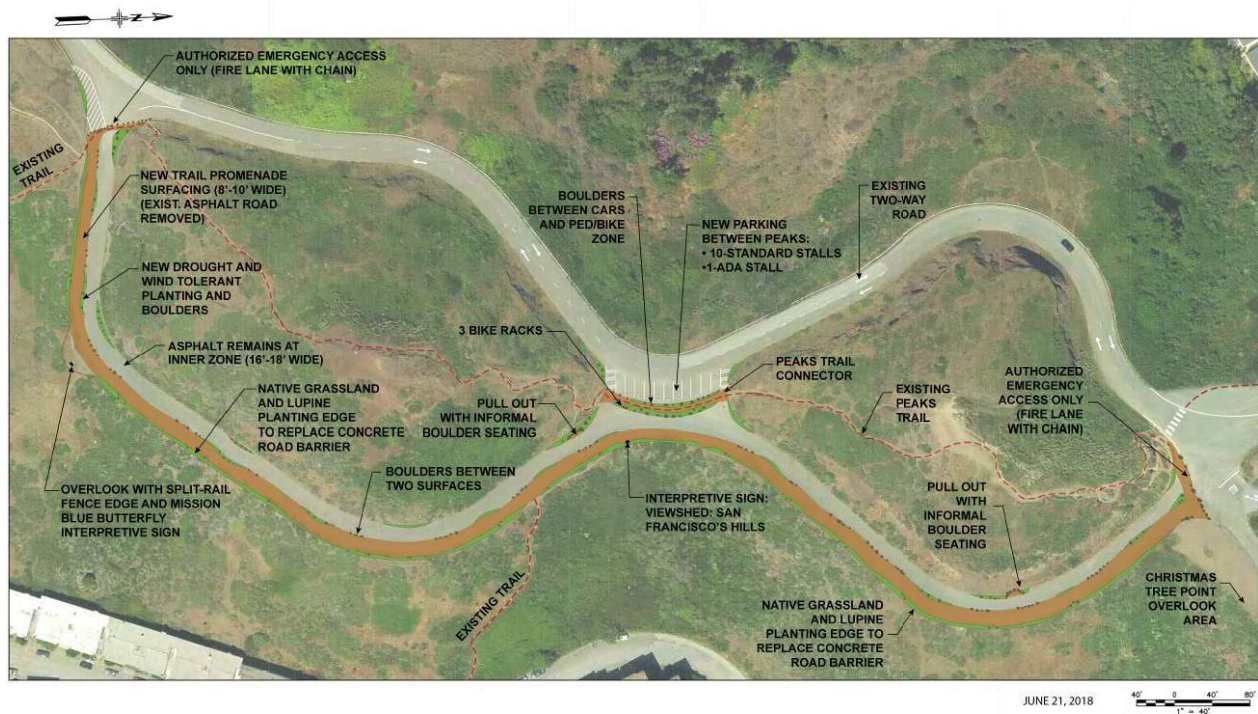 N
AUTHORIZED EMERGENCY ACCESS
ONLY (FIRE LANE WITH CHAIN)
EXISTING
TRAIL
NEW TRAIL PROMENADE
SURFACING (8'-10' WIDE)
(EXIST. ASPHALT ROAD
REMOVED)
BOULDERS
BETWEEN CARS
AND PED/BIKE
ZONE
NEW PARKING
BETWEEN PEAKS:
• 10-STANDARD STALLS
•1-ADA STALL
EXISTING
TWO-WAY
ROAD
NEW DROUGHT AND
WIND TOLERANT
PLANTING AND
BOULDERS
3 BIKE RACKS
ASPHALT REMAINS AT
INNER ZONE (16'-18' WIDE)
PEAKS TRAIL
CONNECTOR
AUTHORIZED
EMERGENCY
ACCESS ONLY
(FIRE LANE
WITH CHAIN)
NATIVE GRASSLAND
AND LUPINE
PLANTING EDGE
TO REPLACE CONCRETE
ROAD BARRIER
PULL OUT
WITH INFORMAL
BOULDER SEATING
EXISTING
PEAKS
TRAIL
OVERLOOK WITH SPLIT-RAIL
FENCE EDGE AND MISSION
BLUE BUTTERFLY
INTERPRETIVE SIGN
BOULDERS BETWEEN
TWO SURFACES
INTERPRETIVE SIGN:
VIEWSHED: SAN
FRANCISCO'S HILLS
PULL OUT
WITH
INFORMAL
BOULDER
SEATING
EXISTING TRAIL
NATIVE GRASSLAND
AND LUPINE
PLANTING EDGE TO
REPLACE CONCRETE
ROAD BARRIER
CHRISTMAS
TREE POINT
OVERLOOK
AREA
JUNE 21, 2018
40' 0 40' 80'
1" = 40'